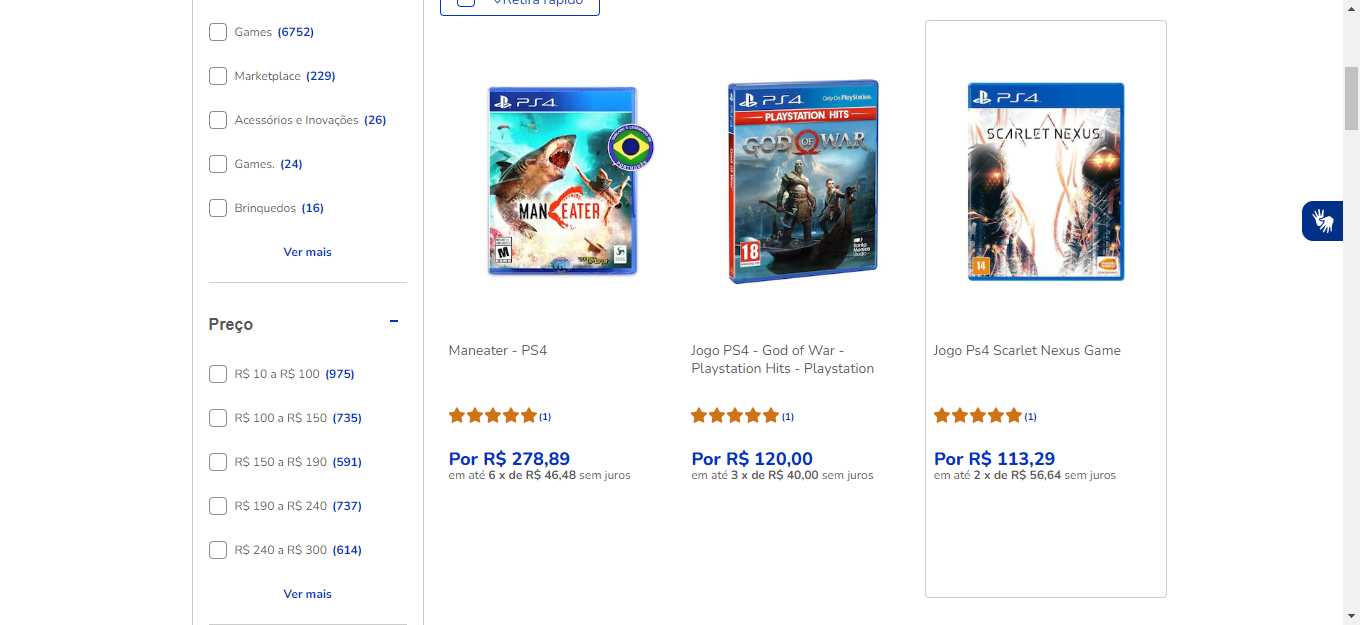 Retira rápido
Games (6752)
Marketplace (229)
Acessórios e Inovações (26)
Games. (24)
Brinquedos (16)
Ver mais
Preço
R$ 10 a R$ 100 (975)
R$ 100 a R$ 150 (735)
R$ 150 a R$ 190 (591)
R$ 190 a R$ 240 (737)
R$ 240 a R$ 300 (614)
Ver mais
PS4
MANEATER
M
Maneater - PS4
(1)
Por R$ 278,89
em até 6 x de R$ 46,48 sem juros
PS4
Only On PlayStation
PLAYSTATION HITS
GOD OF WAR
18
Jogo PS4 - God of War -
Playstation Hits - Playstation
(1)
Por R$ 120,00
em até 3 x de R$ 40,00 sem juros
PS4
SCARLET NEXUS
14
Jogo Ps4 Scarlet Nexus Game
(1)
Por R$ 113,29
em até 2 x de R$ 56,64 sem juros